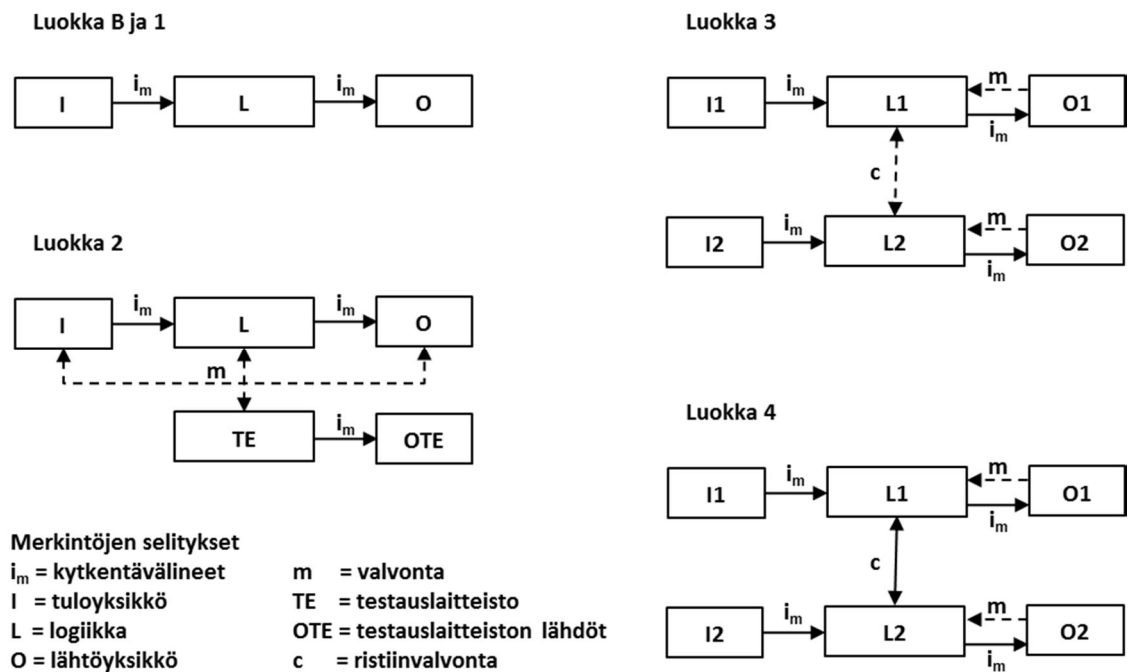 Luokka B ja 1
I
iₘ
L
iₘ
O
Luokka 2
I
iₘ
L
iₘ
O
m
TE
iₘ
OTE
Luokka 3
I1
iₘ
L1
m
iₘ
O1
c
I2
iₘ
L2
m
iₘ
O2
Luokka 4
I1
iₘ
L1
m
iₘ
O1
c
I2
iₘ
L2
m
iₘ
O2
Merkintöjen selitykset
iₘ = kytkentävälineet
I = tuloyksikkö
L = logiikka
O = lähtöyksikkö
m = valvonta
TE = testauslaitteisto
OTE = testauslaitteiston lähdöt
c = ristiinvalvonta